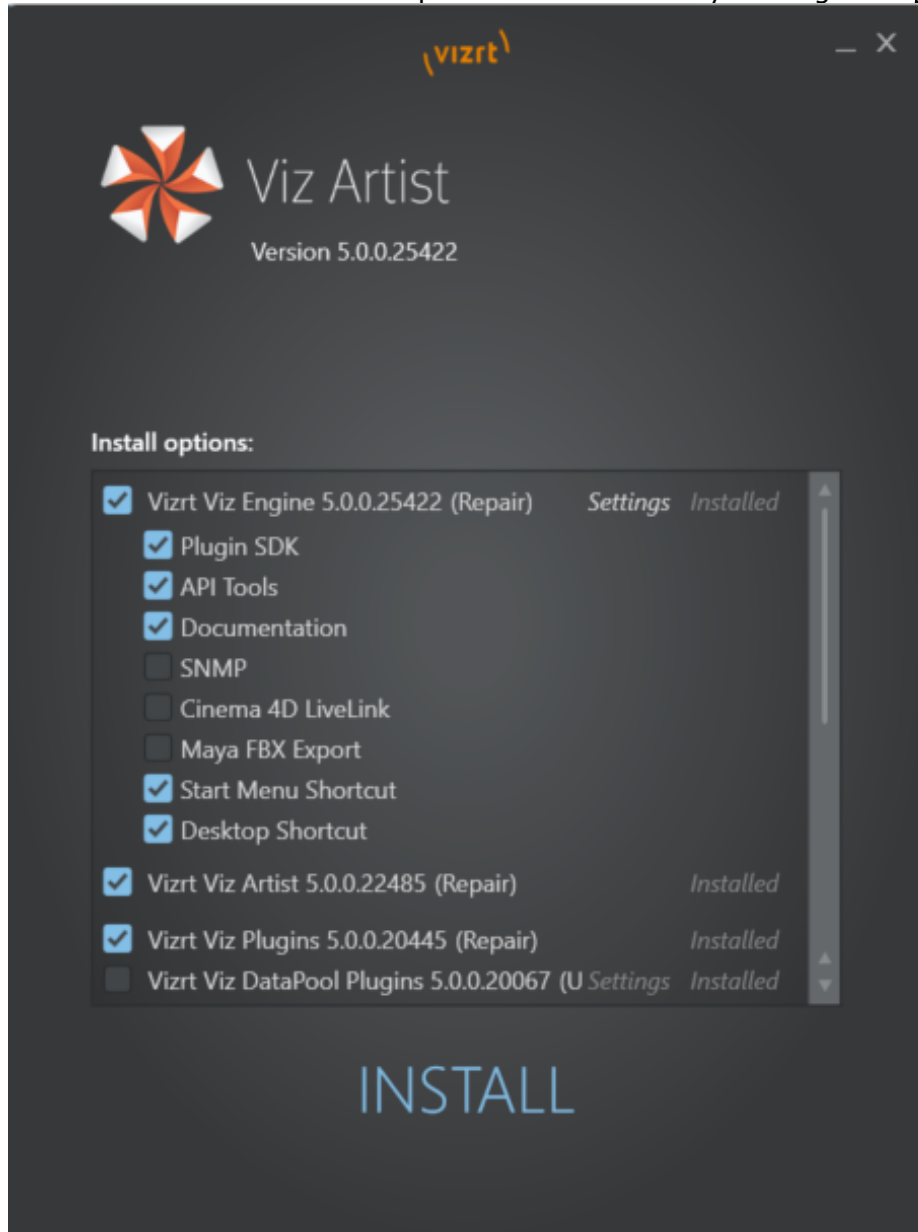 vizrt
Viz Artist
Version 5.0.0.25422
Install options:
Vizrt Viz Engine 5.0.0.25422 (Repair) Settings Installed
Plugin SDK
API Tools
Documentation
SNMP
Cinema 4D LiveLink
Maya FBX Export
Start Menu Shortcut
Desktop Shortcut
Vizrt Viz Artist 5.0.0.22485 (Repair) Installed
Vizrt Viz Plugins 5.0.0.20445 (Repair) Installed
Vizrt Viz DataPool Plugins 5.0.0.20067 (U Settings Installed
INSTALL